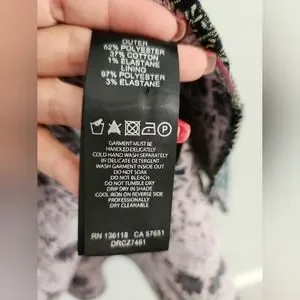 OUTER
62% POLYESTER
37% COTTON
1% ELASTANE
LINING
97% POLYESTER
3% ELASTANE
GARMENT MUST BE
HANDLED DELICATELY
COLD HAND WASH SEPARATELY
IN DELICATE DETERGENT
WASH GARMENT INSIDE OUT
DO NOT SOAK
DO NOT BLEACH
DO NOT TUMBLE DRY
DRIP DRY IN SHADE
COOL IRON ON REVERSE SIDE
PROFESSIONALLY
DRY CLEANABLE
RN 136118 CA 57651
DRCZ7461